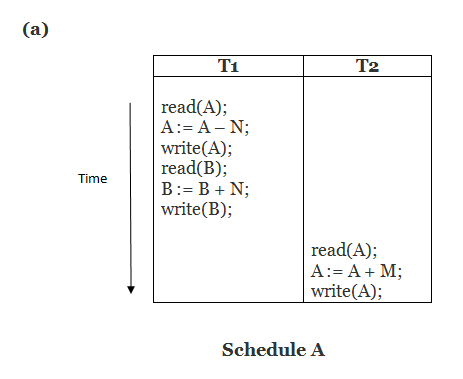 (a)
T1 T2
read(A);
A:= A – N;
write(A);
read(B);
Time
B:= B + N;
write(B);
read(A);
A:= A + M;
write(A);
Schedule A